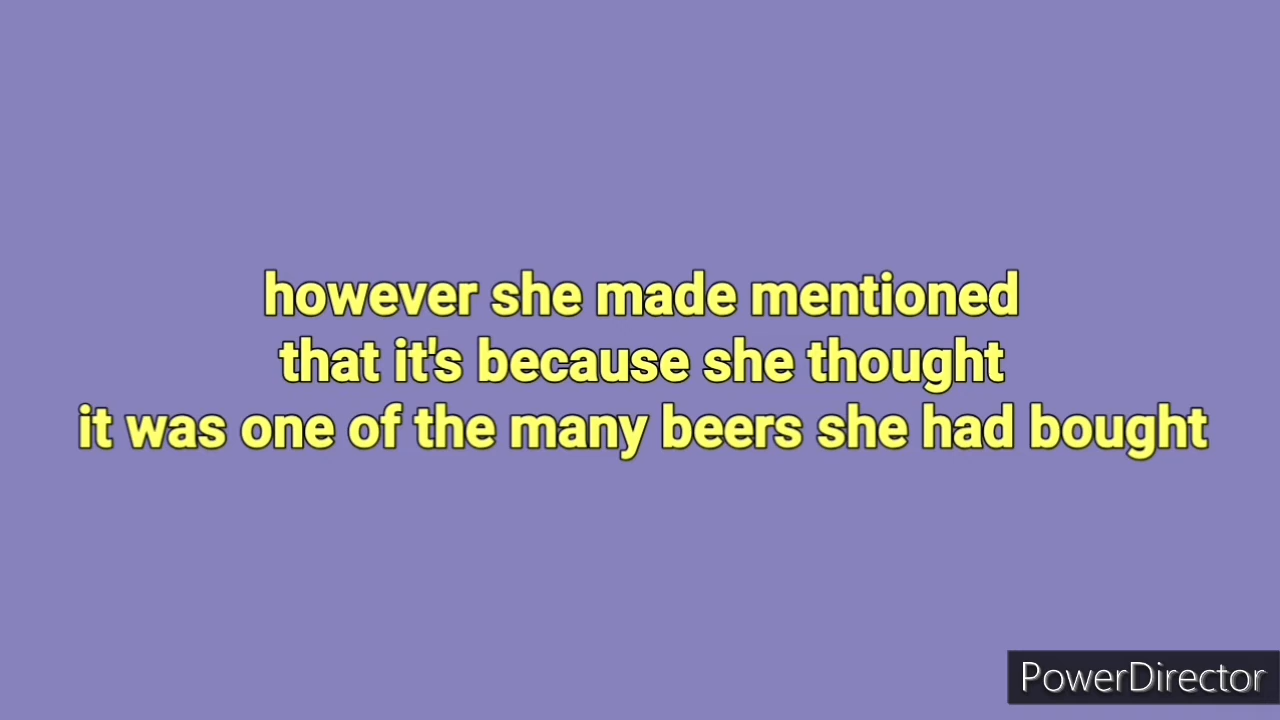 however she made mentioned
that it's because she thought
it was one of the many beers she had bought
PowerDirector